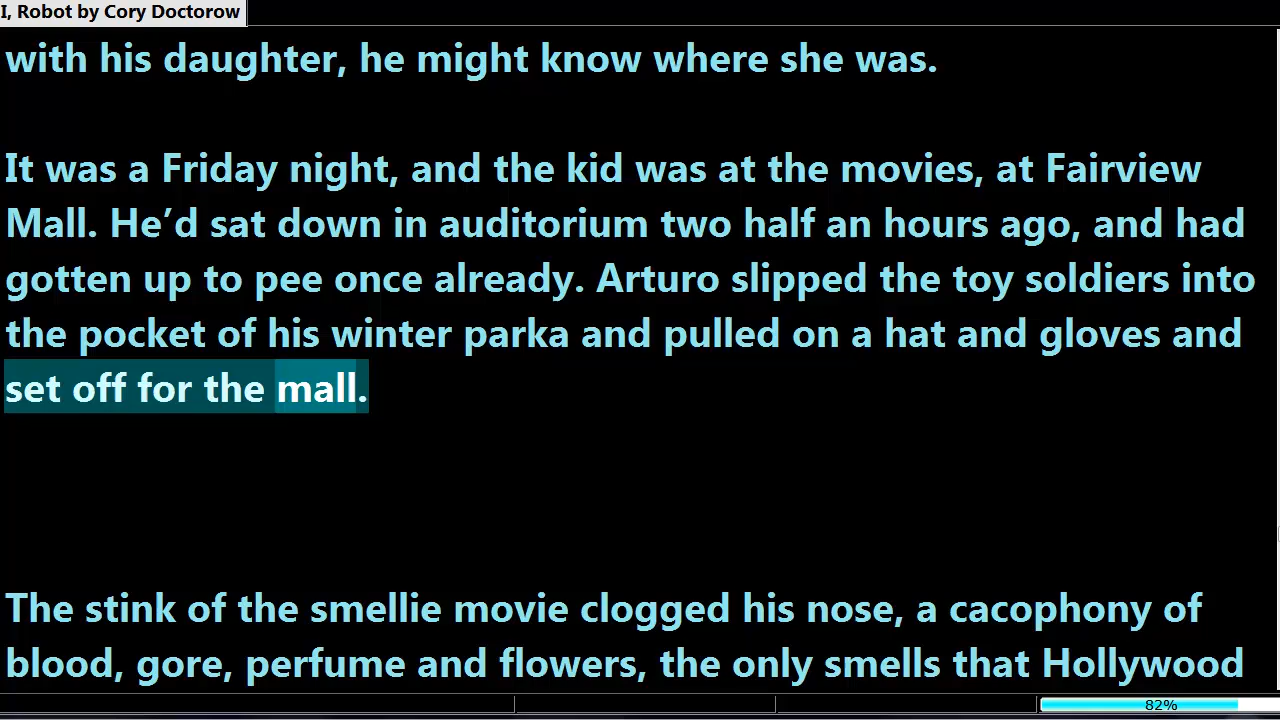 I, Robot by Cory Doctorow
with his daughter, he might know where she was.
It was a Friday night, and the kid was at the movies, at Fairview
Mall. He’d sat down in auditorium two half an hours ago, and had
gotten up to pee once already. Arturo slipped the toy soldiers into
the pocket of his winter parka and pulled on a hat and gloves and
set off for the mall.
The stink of the smellie movie clogged his nose, a cacophony of
blood, gore, perfume and flowers, the only smells that Hollywood
82%